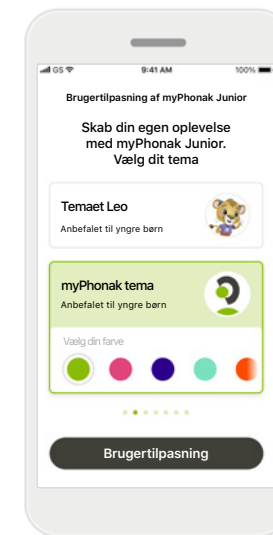 GS 9:41 AM 100%
Brugertilpasning af myPhonak Junior
Skab din egen oplevelse
med myPhonak Junior.
Vælg dit tema
Temaet Leo
Anbefalet til yngre børn
myPhonak tema
Anbefalet til yngre børn
Vælg din farve
Brugertilpasning